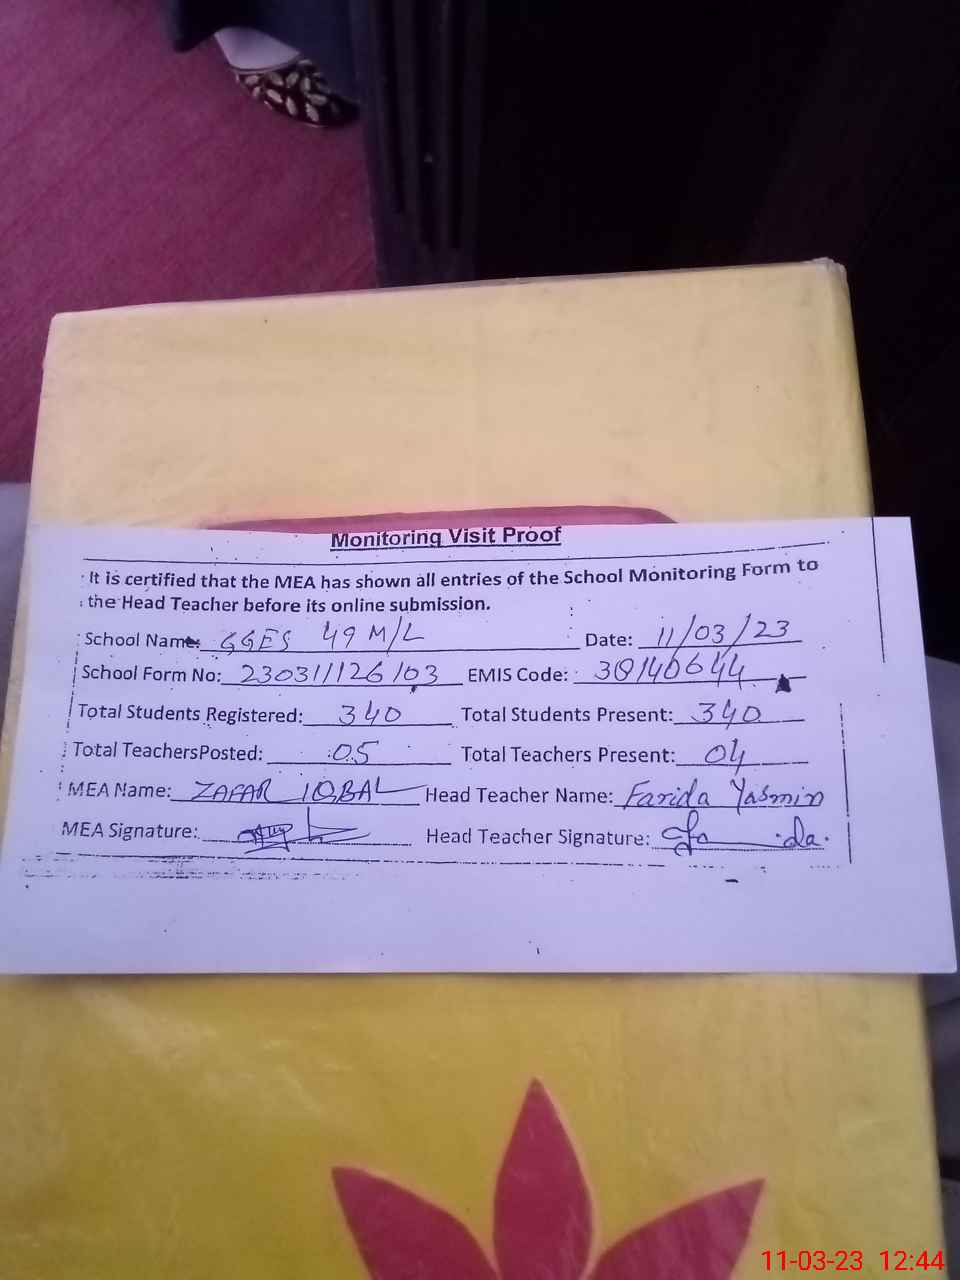 Monitoring Visit Proof
It is certified that the MEA has shown all entries of the School Monitoring Form to
the Head Teacher before its online submission.
School Name: GGES 49 M/L Date: 11/03/23
School Form No: 230311126/03 EMIS Code: 38140644
Total Students Registered: 340 Total Students Present: 340
Total TeachersPosted: 05 Total Teachers Present: 04
MEA Name: ZAFAR IQBAL Head Teacher Name: Farida Yasmin
MEA Signature: Head Teacher Signature:
11-03-23 12:44